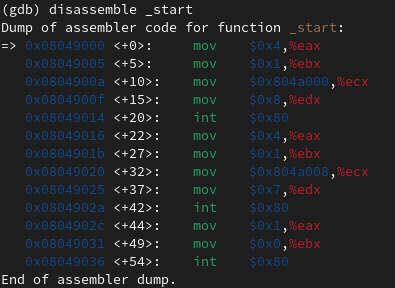 (gdb) disassemble _start
Dump of assembler code for function _start:
=> 0x08049000 <+0>:     mov    $0x4,%eax
   0x08049005 <+5>:     mov    $0x1,%ebx
   0x0804900a <+10>:    mov    $0x804a000,%ecx
   0x0804900f <+15>:    mov    $0x8,%edx
   0x08049014 <+20>:    int    $0x80
   0x08049016 <+22>:    mov    $0x4,%eax
   0x0804901b <+27>:    mov    $0x1,%ebx
   0x08049020 <+32>:    mov    $0x804a008,%ecx
   0x08049025 <+37>:    mov    $0x7,%edx
   0x0804902a <+42>:    int    $0x80
   0x0804902c <+44>:    mov    $0x1,%eax
   0x08049031 <+49>:    mov    $0x0,%ebx
   0x08049036 <+54>:    int    $0x80
End of assembler dump.